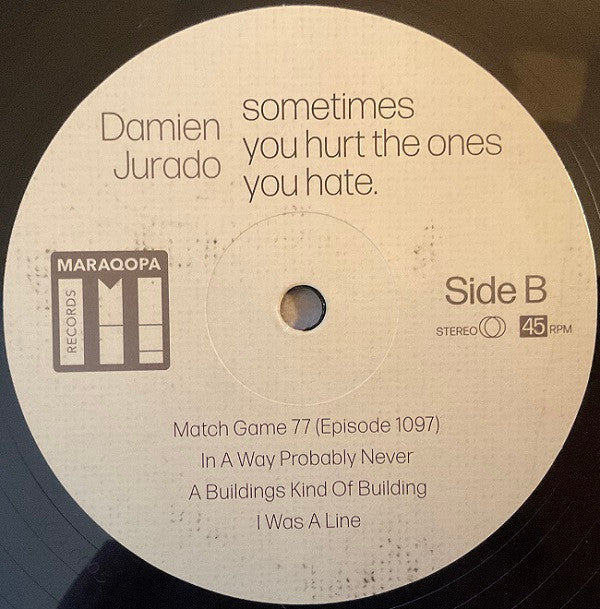 Damien
Jurado
sometimes
you hurt the ones
you hate.
MARAQOPA
RECORDS
Side B
STEREO 45 RPM
Match Game 77 (Episode 1097)
In A Way Probably Never
A Buildings Kind Of Building
I Was A Line